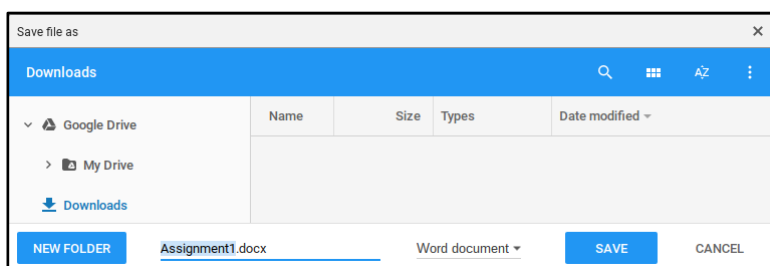 Save file as
Downloads
AZ
Name Size Types Date modified
Google Drive
My Drive
Downloads
NEW FOLDER Assignment1.docx Word document SAVE CANCEL